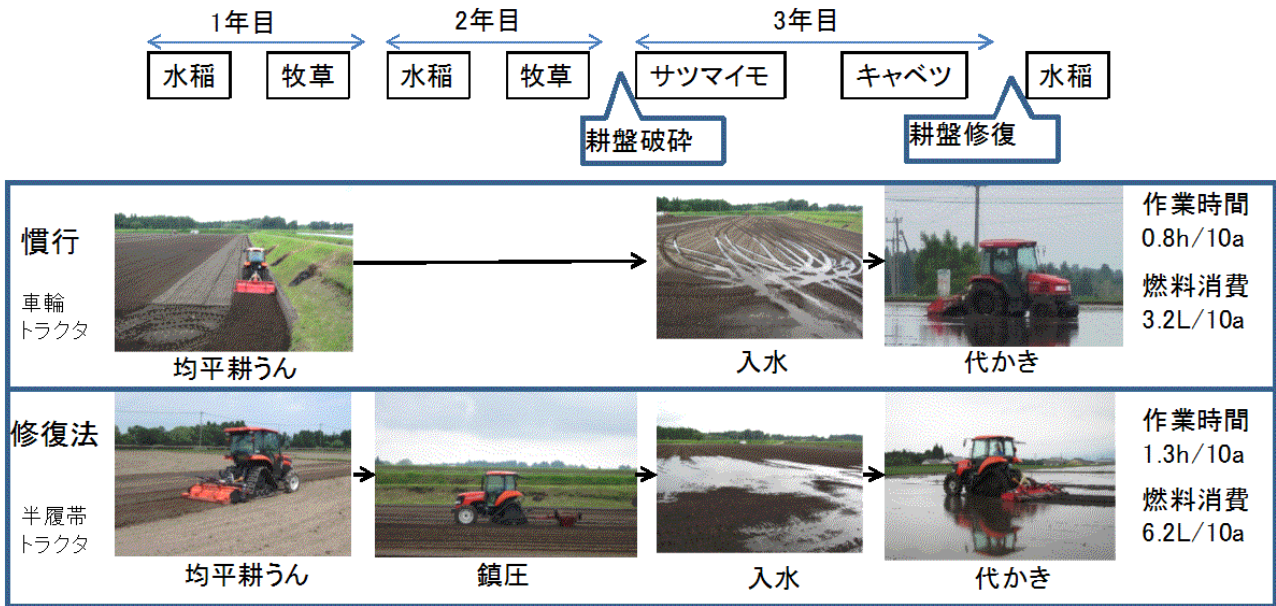 1年目 2年目 3年目
水稲 牧草 水稲 牧草 サツマイモ キャベツ 水稲
耕盤破砕 耕盤修復
慣行
車輪
トラクタ
均平耕うん 入水 代かき
作業時間
0.8h/10a
燃料消費
3.2L/10a
修復法
半履帯
トラクタ
均平耕うん 鎮圧 入水 代かき
作業時間
1.3h/10a
燃料消費
6.2L/10a